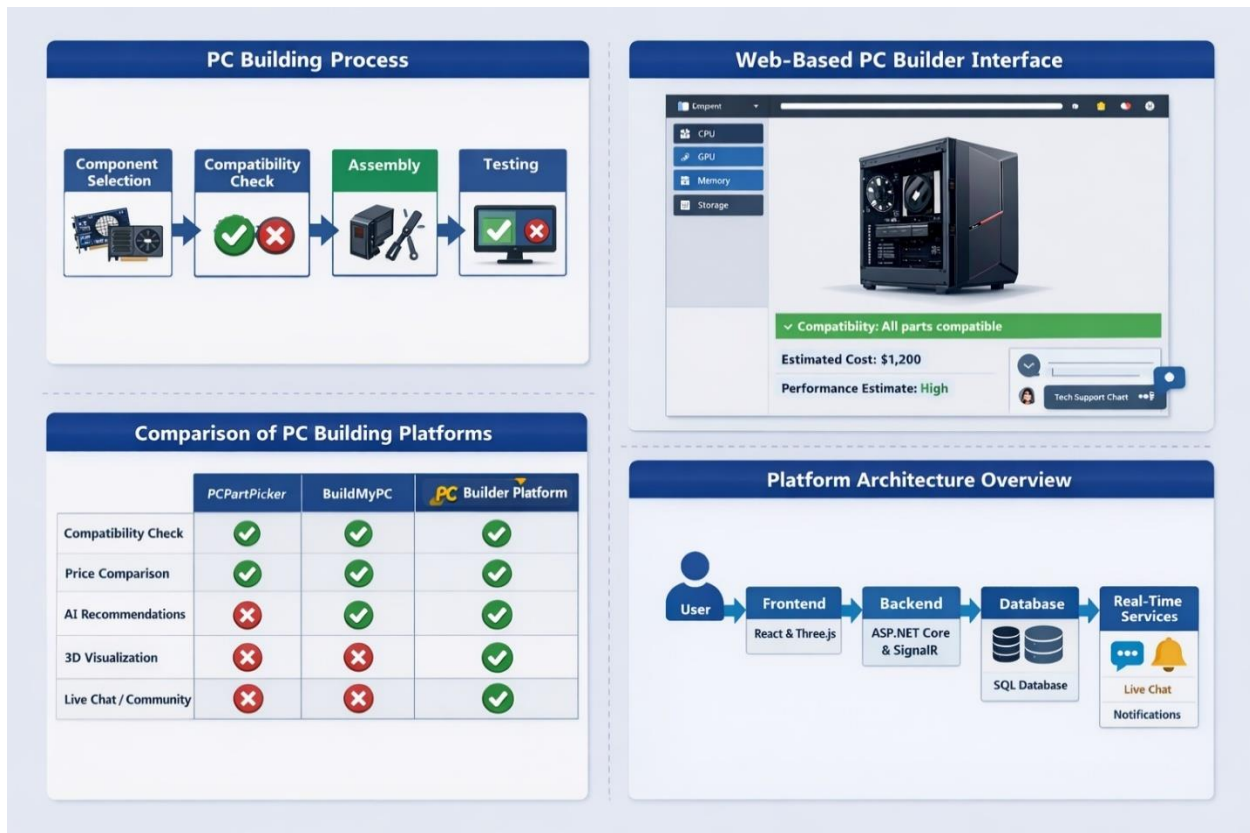 PC Building Process
Component
Selection
Compatibility
Check
Assembly
Testing
Web-Based PC Builder Interface
Empent
CPU
GPU
Memory
Storage
Compatibiity: All parts compatible
Estimated Cost: $1,200
Performance Estimate: High
Tech Support Chart
Comparison of PC Building Platforms
PCPartPicker
BuildMyPC
PC Builder Platform
Compatibility Check
Price Comparison
AI Recommendations
3D Visualization
Live Chat / Community
Platform Architecture Overview
User
Frontend
React & Three.js
Backend
ASP.NET Core
& SignalR
Database
SQL Database
Real-Time
Services
Live Chat
Notifications